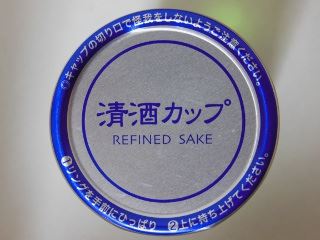 ○キャップの切り口で怪我をしないようご注意ください。
清酒カップ
REFINED SAKE
①リングを手前にひっぱり ②上に持ち上げてください。